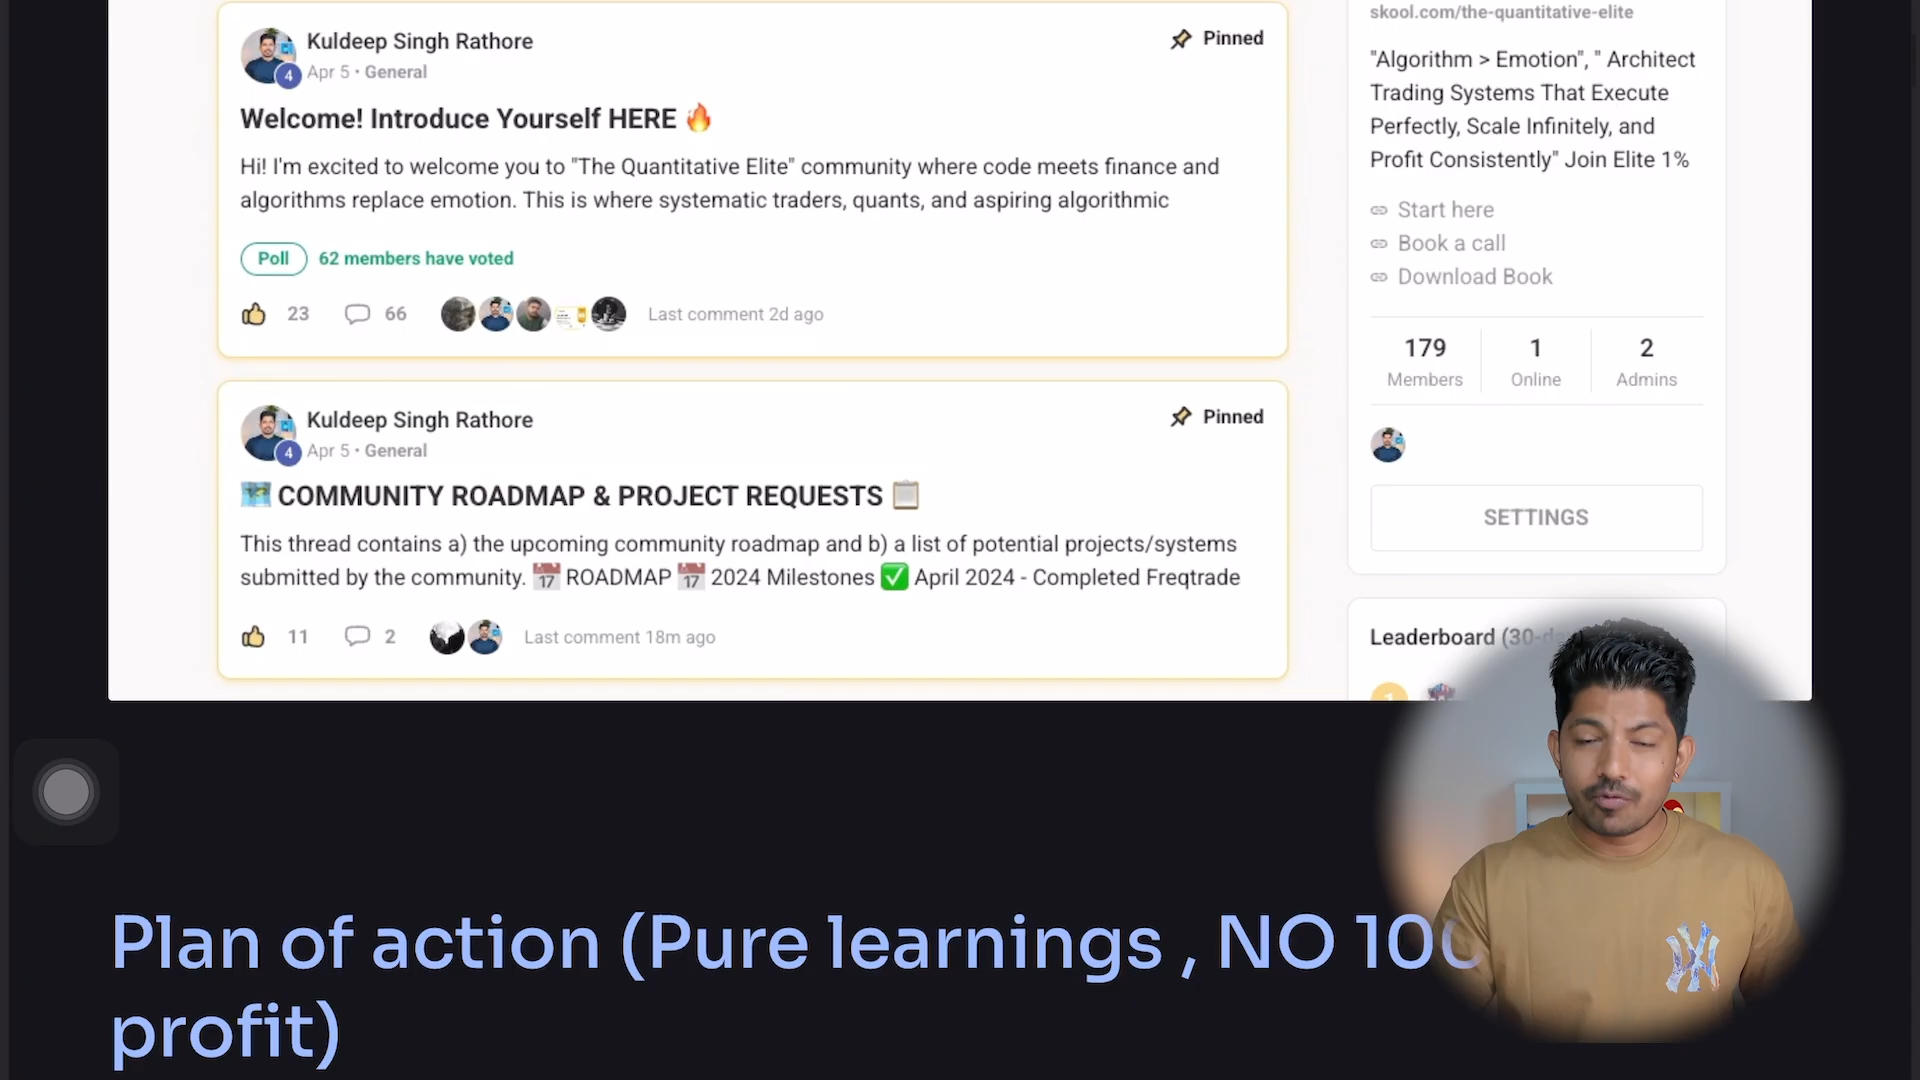 skool.com/the-quantitative-elite
Kuldeep Singh Rathore
Pinned
4
Apr 5 • General
Welcome! Introduce Yourself HERE 🔥
Hi! I'm excited to welcome you to "The Quantitative Elite" community where code meets finance and
algorithms replace emotion. This is where systematic traders, quants, and aspiring algorithmic
Poll
62 members have voted
23
66
Last comment 2d ago
Kuldeep Singh Rathore
Pinned
4
Apr 5 • General
🗺️ COMMUNITY ROADMAP & PROJECT REQUESTS 📋
This thread contains a) the upcoming community roadmap and b) a list of potential projects/systems
submitted by the community. 📅 ROADMAP 📅 2024 Milestones ✅ April 2024 - Completed Freqtrade
11
2
Last comment 18m ago
"Algorithm > Emotion", " Architect
Trading Systems That Execute
Perfectly, Scale Infinitely, and
Profit Consistently" Join Elite 1%
Start here
Book a call
Download Book
179
Members
1
Online
2
Admins
SETTINGS
Leaderboard
Plan of action (Pure learnings , NO
profit)